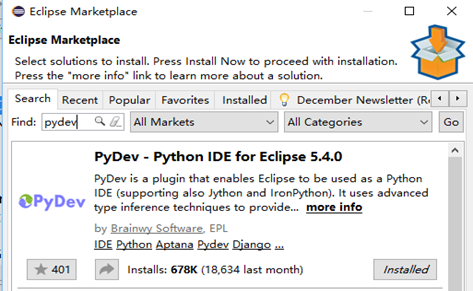 Eclipse Marketplace
Eclipse Marketplace
Select solutions to install. Press Install Now to proceed with installation.
Press the "more info" link to learn more about a solution.
Search Recent Popular Favorites Installed December Newsletter (Re
Find: pydev All Markets All Categories Go
PyDev - Python IDE for Eclipse 5.4.0
PyDev is a plugin that enables Eclipse to be used as a Python
IDE (supporting also Jython and IronPython). It uses advanced
type inference techniques to provide... more info
PyDev
by Brainwy Software, EPL
IDE Python Aptana Pydev Django ...
401 Installs: 678K (18,634 last month) Installed